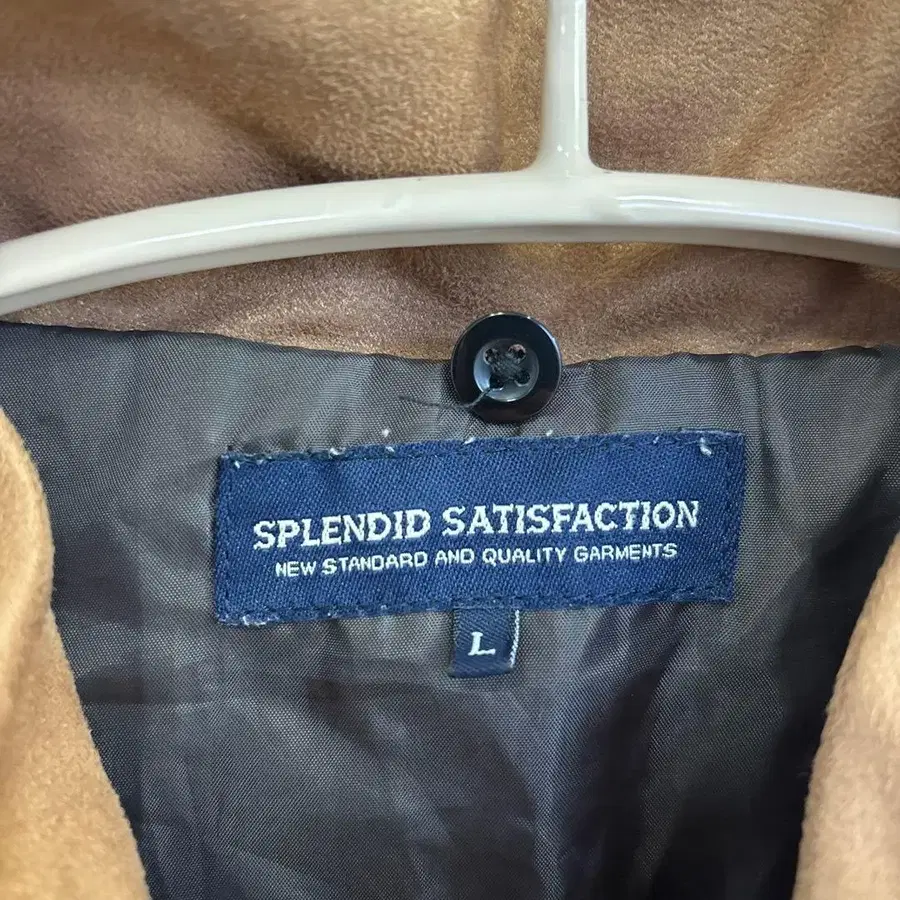 SPLENDID SATISFACTION
NEW STANDARD AND QUALITY GARMENTS
L